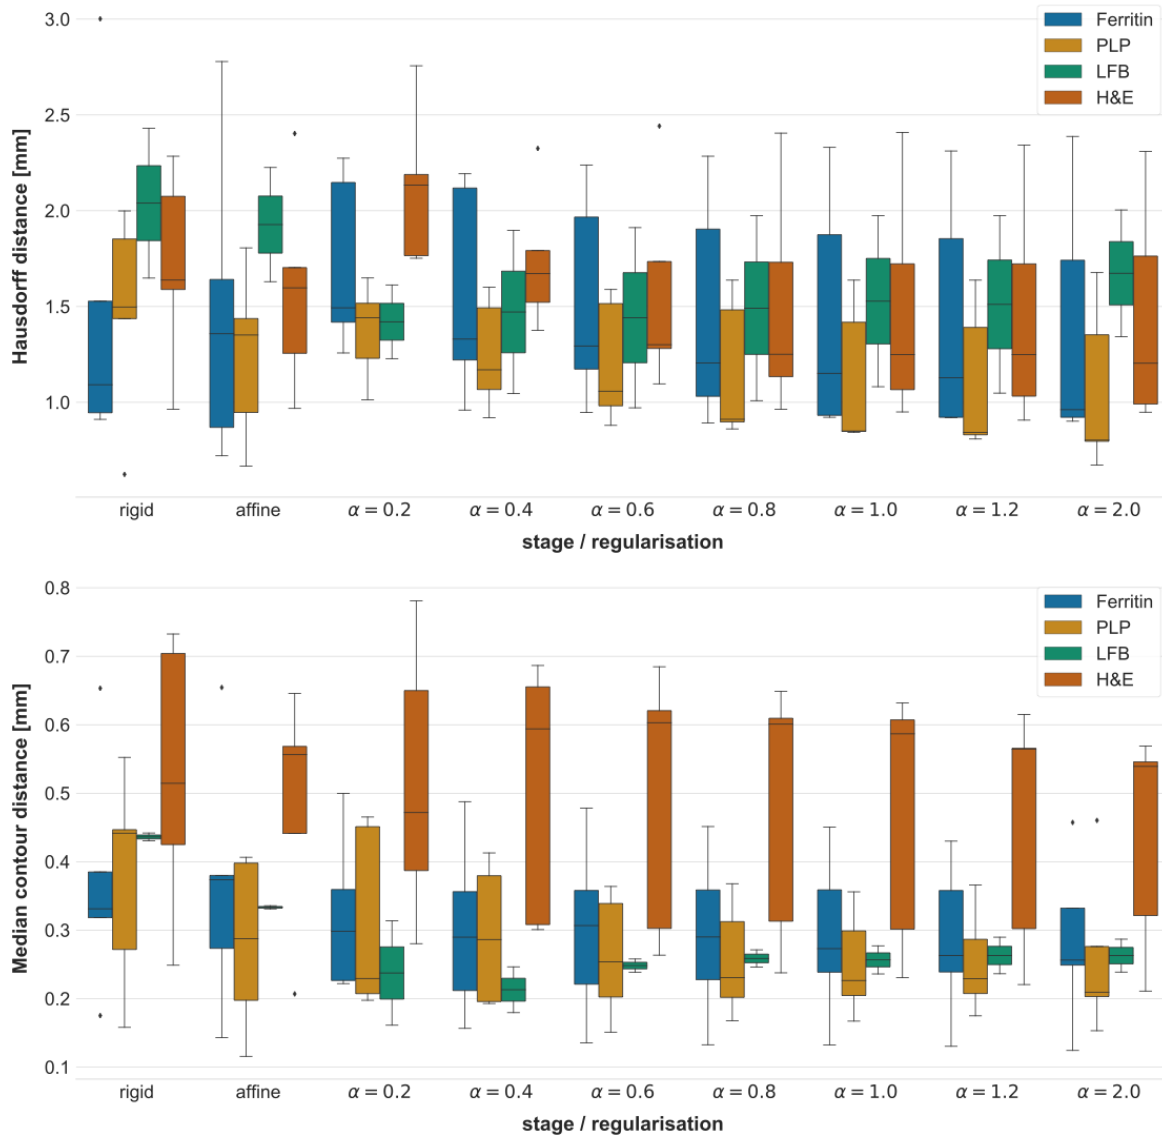 3.0
2.5
2.0
1.5
1.0
Hausdorff distance [mm]
Ferritin
PLP
LFB
H&E
rigid affine α = 0.2 α = 0.4 α = 0.6 α = 0.8 α = 1.0 α = 1.2 α = 2.0
stage / regularisation
0.8
0.7
0.6
0.5
0.4
0.3
0.2
0.1
Median contour distance [mm]
Ferritin
PLP
LFB
H&E
rigid affine α = 0.2 α = 0.4 α = 0.6 α = 0.8 α = 1.0 α = 1.2 α = 2.0
stage / regularisation